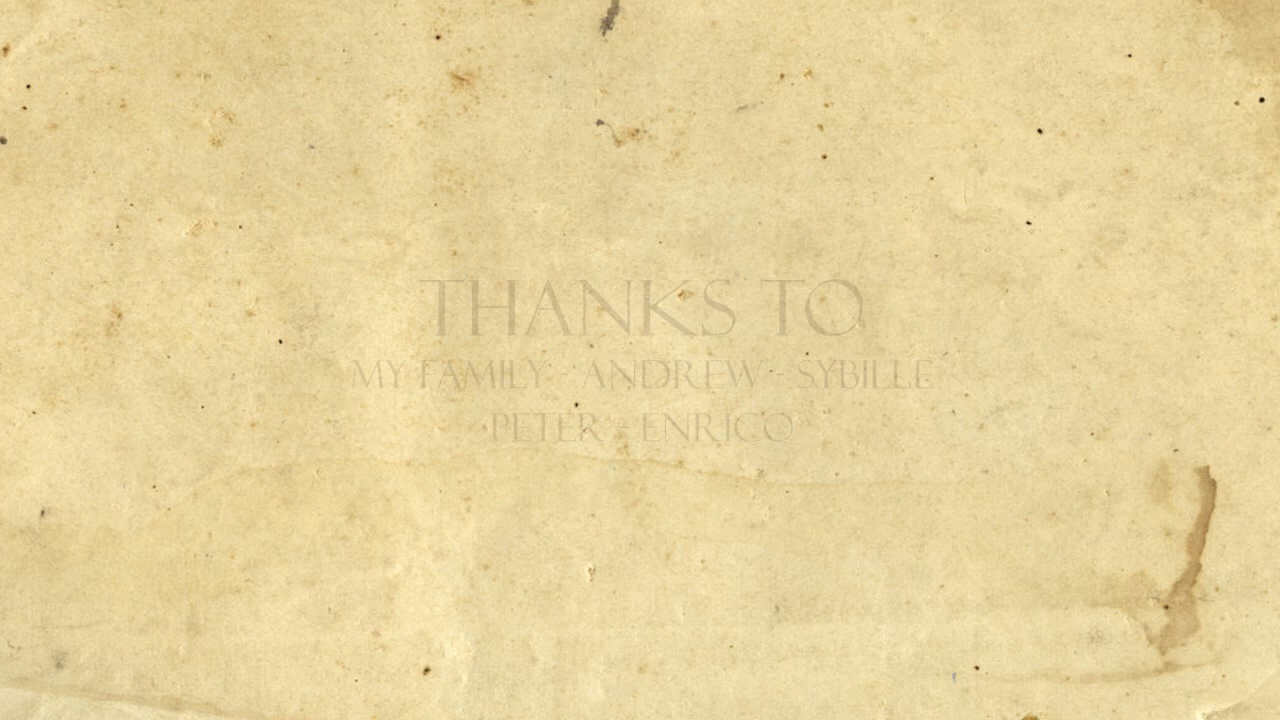 THANKS TO
MY FAMILY - ANDREW - SYBILLE
PETER - ENRICO